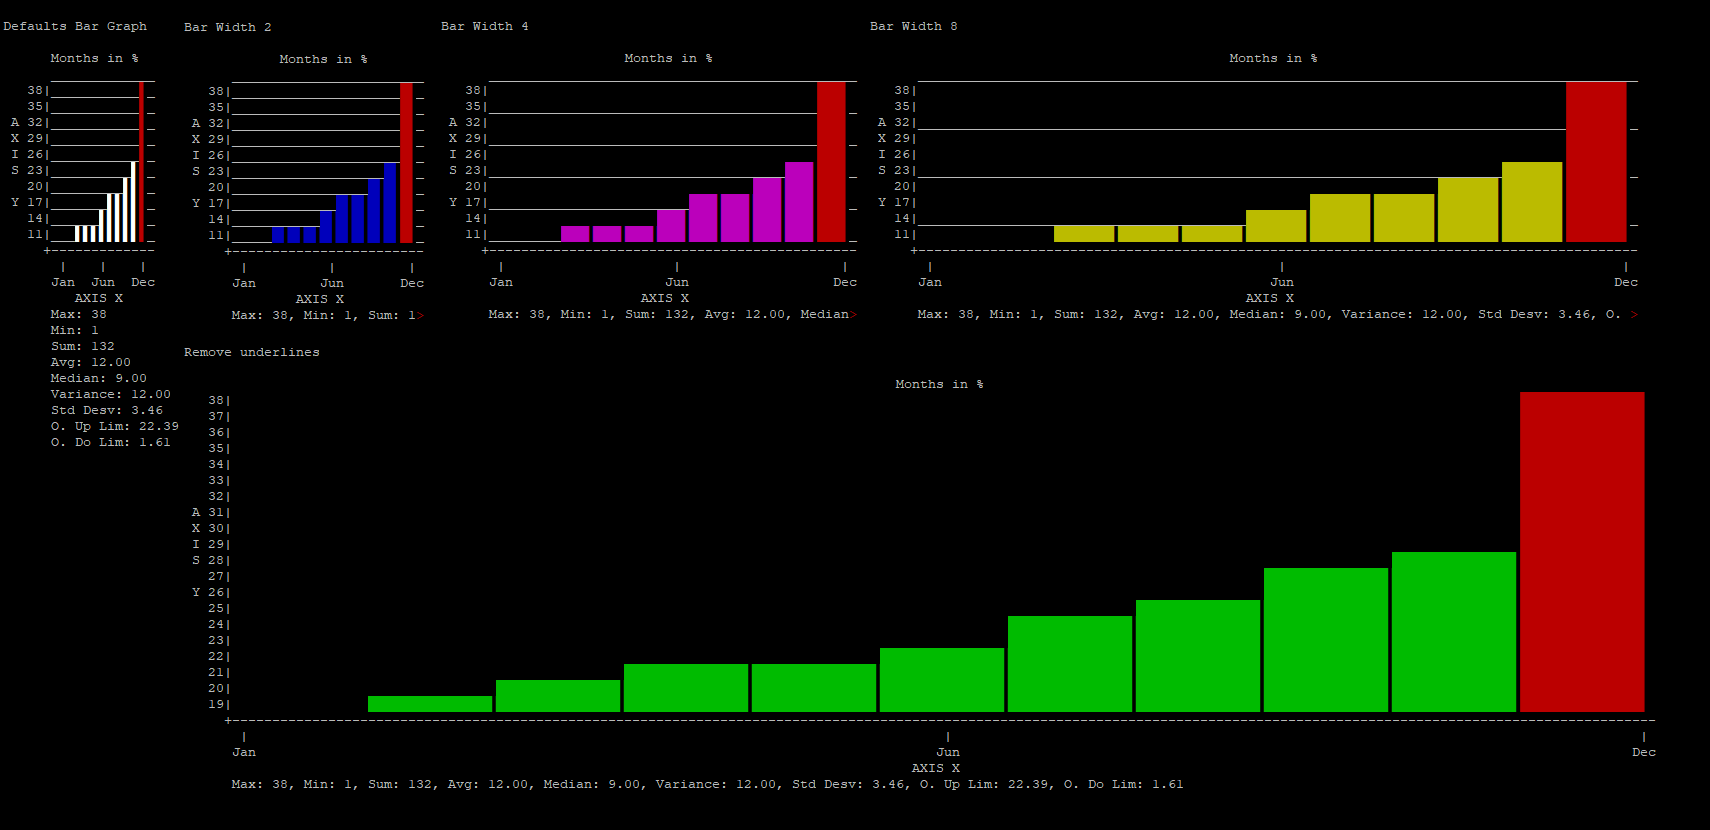 Defaults Bar Graph
Months in %
38|
35|
A 32|
X 29|
I 26|
S 23|
20|
Y 17|
14|
11|
+-------------
| | |
Jan Jun Dec
AXIS X
Max: 38
Min: 1
Sum: 132
Avg: 12.00
Median: 9.00
Variance: 12.00
Std Desv: 3.46
O. Up Lim: 22.39
O. Do Lim: 1.61
Bar Width 2
Months in %
38|
35|
A 32|
X 29|
I 26|
S 23|
20|
Y 17|
14|
11|
+------------------------
| | |
Jan Jun Dec
AXIS X
Max: 38, Min: 1, Sum: 1>
Bar Width 4
Months in %
38|
35|
A 32|
X 29|
I 26|
S 23|
20|
Y 17|
14|
11|
+----------------------------------------------
| | |
Jan Jun Dec
AXIS X
Max: 38, Min: 1, Sum: 132, Avg: 12.00, Median>
Bar Width 8
Months in %
38|
35|
A 32|
X 29|
I 26|
S 23|
20|
Y 17|
14|
11|
+------------------------------------------------------------------------------------------
| | |
Jan Jun Dec
AXIS X
Max: 38, Min: 1, Sum: 132, Avg: 12.00, Median: 9.00, Variance: 12.00, Std Desv: 3.46, O. >
Remove underlines
Months in %
38|
37|
36|
35|
34|
33|
32|
A 31|
X 30|
I 29|
S 28|
27|
Y 26|
25|
24|
23|
22|
21|
20|
19|
+----------------------------------------------------------------------------------------------------------------------------------------------------------------------------------
| | |
Jan Jun Dec
AXIS X
Max: 38, Min: 1, Sum: 132, Avg: 12.00, Median: 9.00, Variance: 12.00, Std Desv: 3.46, O. Up Lim: 22.39, O. Do Lim: 1.61